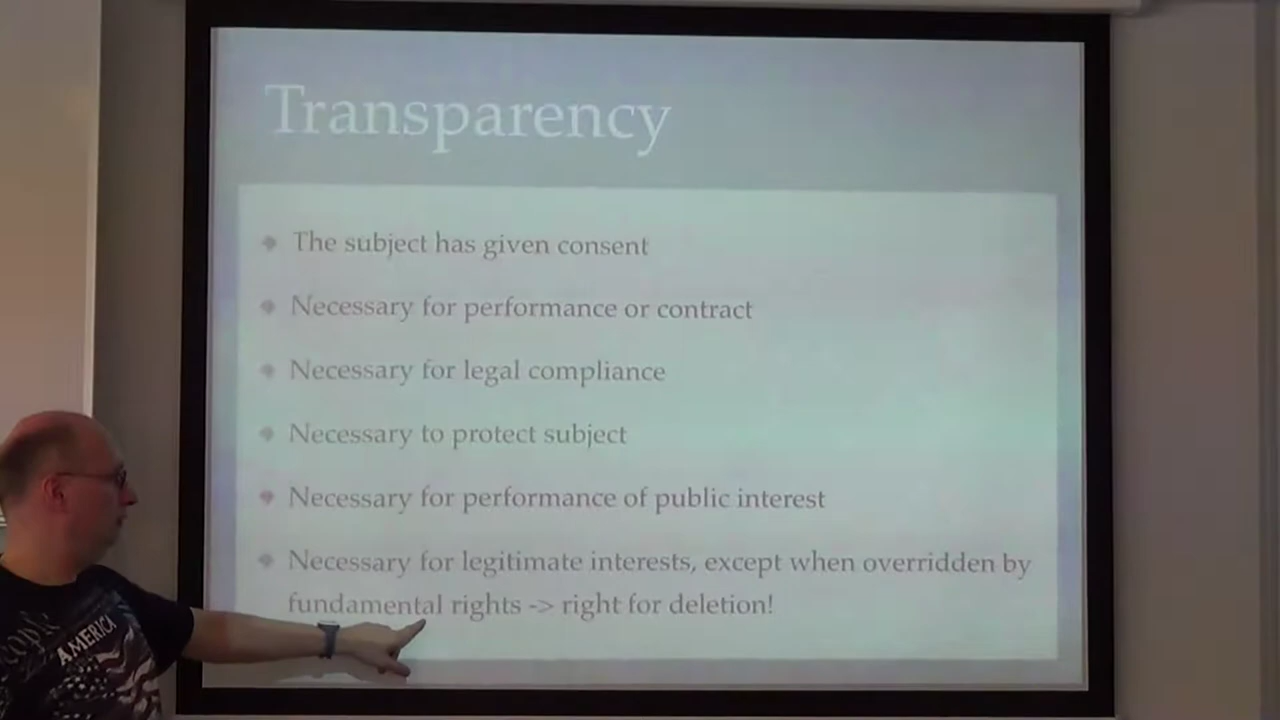 Transparency
The subject has given consent
Necessary for performance or contract
Necessary for legal compliance
Necessary to protect subject
Necessary for performance of public interest
Necessary for legitimate interests, except when overridden by
fundamental rights -> right for deletion!
AMERICA